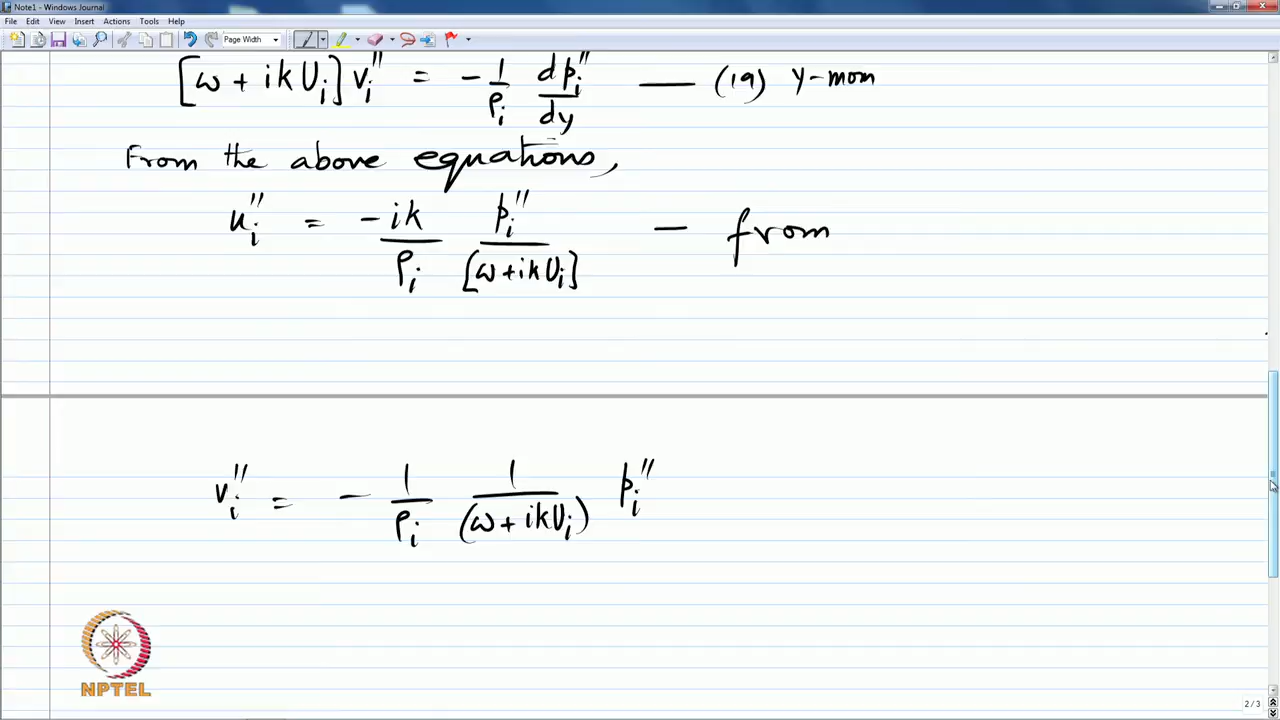 Note1 - Windows Journal
File Edit View Insert Actions Tools Help
Page Width
[ω + ikU_i] v_i'' = - 1/ρ_i dp_i''/dy — (19) y-mom
From the above equations,
u_i'' = -ik/ρ_i p_i''/[ω+ikU_i] - from
v_i'' = - 1/ρ_i 1/(ω+ikU_i) p_i''
NPTEL
2/3